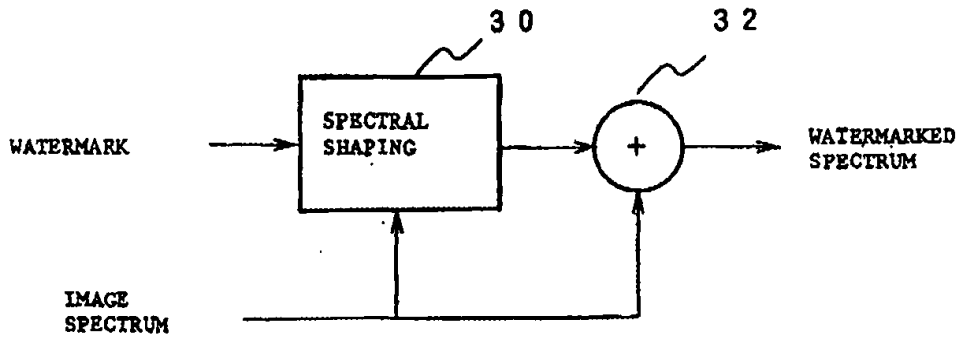 3 0
3 2
SPECTRAL
SHAPING
WATERMARK
+
WATERMARKED
SPECTRUM
IMAGE
SPECTRUM